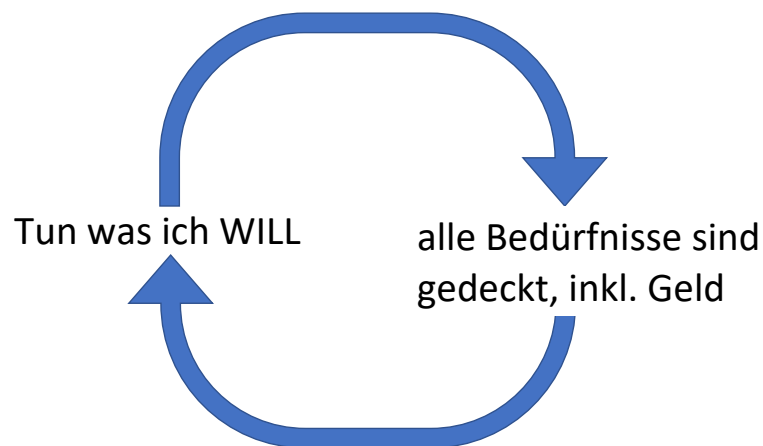 Tun was ich WILL
alle Bedürfnisse sind
gedeckt, inkl. Geld